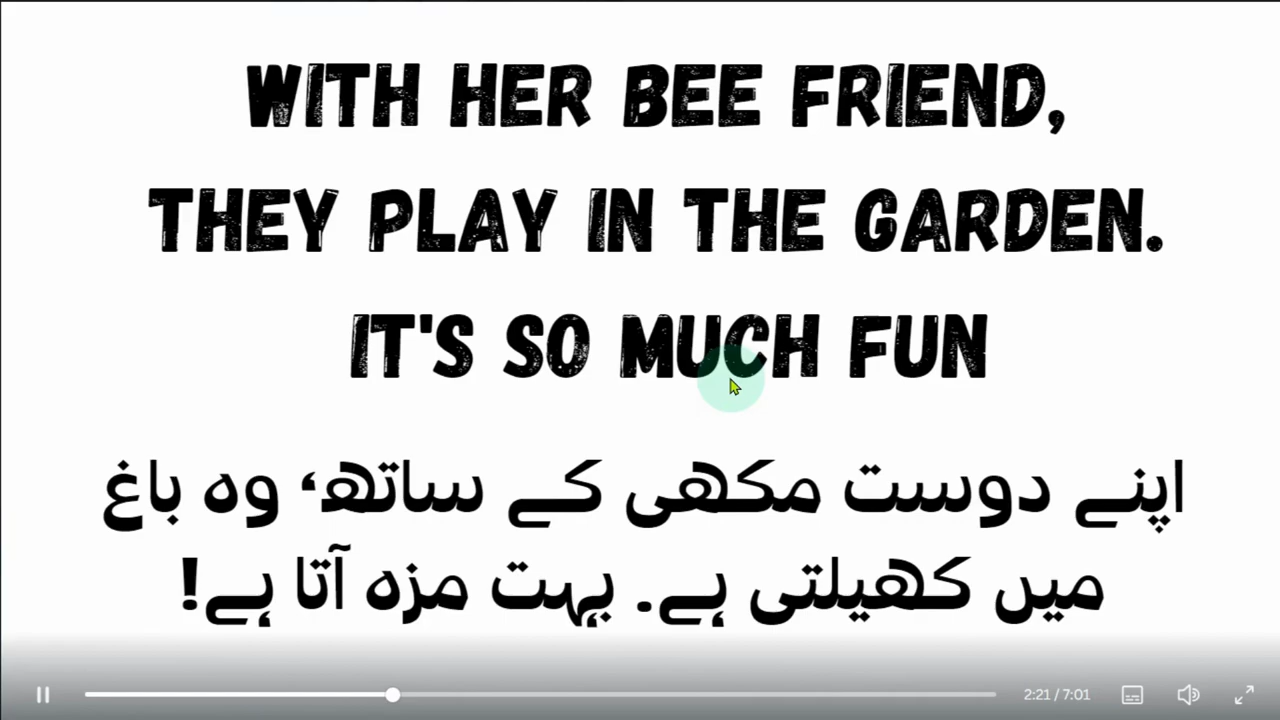 WITH HER BEE FRIEND,
THEY PLAY IN THE GARDEN.
IT'S SO MUCH FUN
اپنے دوست مکھی کے ساتھ، وہ باغ
میں کھیلتی ہے. بہت مزہ آتا ہے!
2:21 / 7:01